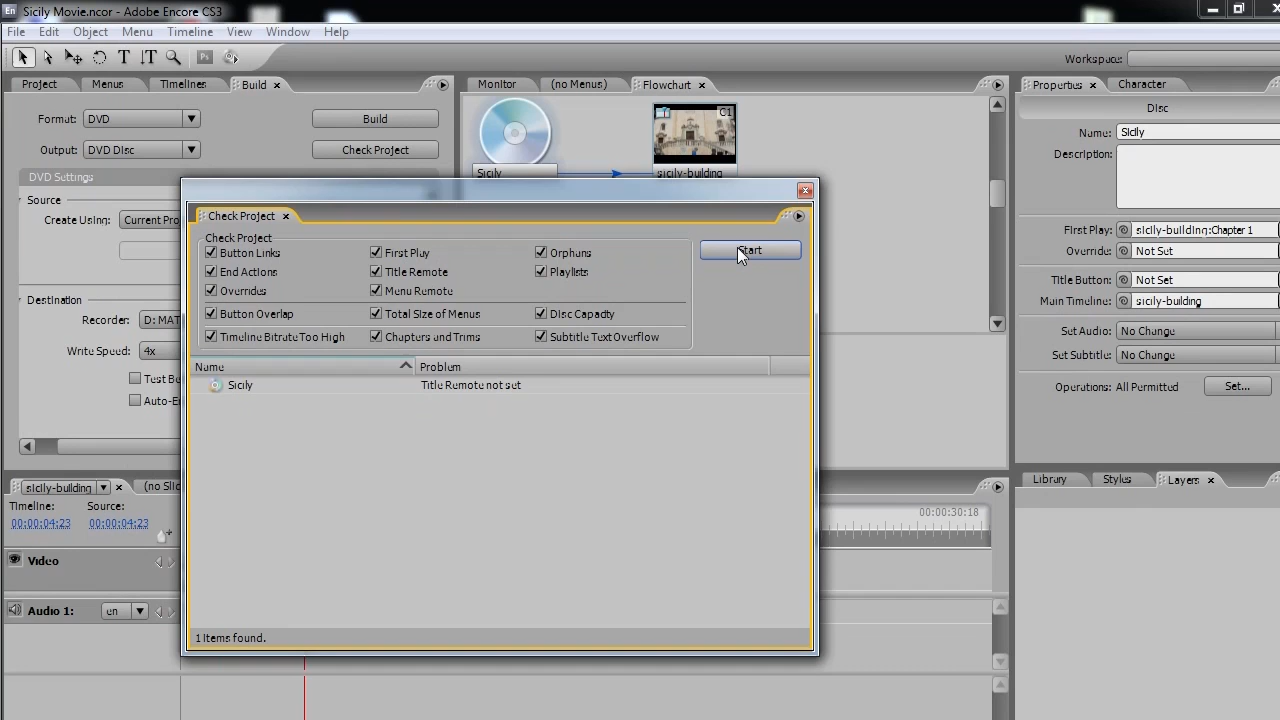 Sicily Movie.ncor - Adobe Encore CS3
File Edit Object Menu Timeline View Window Help
Workspace:
Project Menus Timelines Build
Monitor (no Menus) Flowchart
Properties Character
Format: DVD Build
Output: DVD Disc Check Project
DVD Settings
Source
Create Using: Current Pro
Destination
Recorder: D: MAT
Write Speed: 4x
Test Be
Auto-En
C1
Sicily sicily-building
Disc
Name: Sicily
Description:
First Play: sicily-building:Chapter 1
Override: Not Set
Title Button: Not Set
Main Timeline: sicily-building
Set Audio: No Change
Set Subtitle: No Change
Operations: All Permitted Set...
Check Project
Check Project
Button Links First Play Orphans Start
End Actions Title Remote Playlists
Overrides Menu Remote
Button Overlap Total Size of Menus Disc Capacity
Timeline Bitrate Too High Chapters and Trims Subtitle Text Overflow
Name Problem
Sicily Title Remote not set
1 items found.
sicily-building (no Slid
Timeline: Source:
00:00:04:23 00:00:04:23
00:00:30:18
Video
Audio 1: en
Library Styles Layers